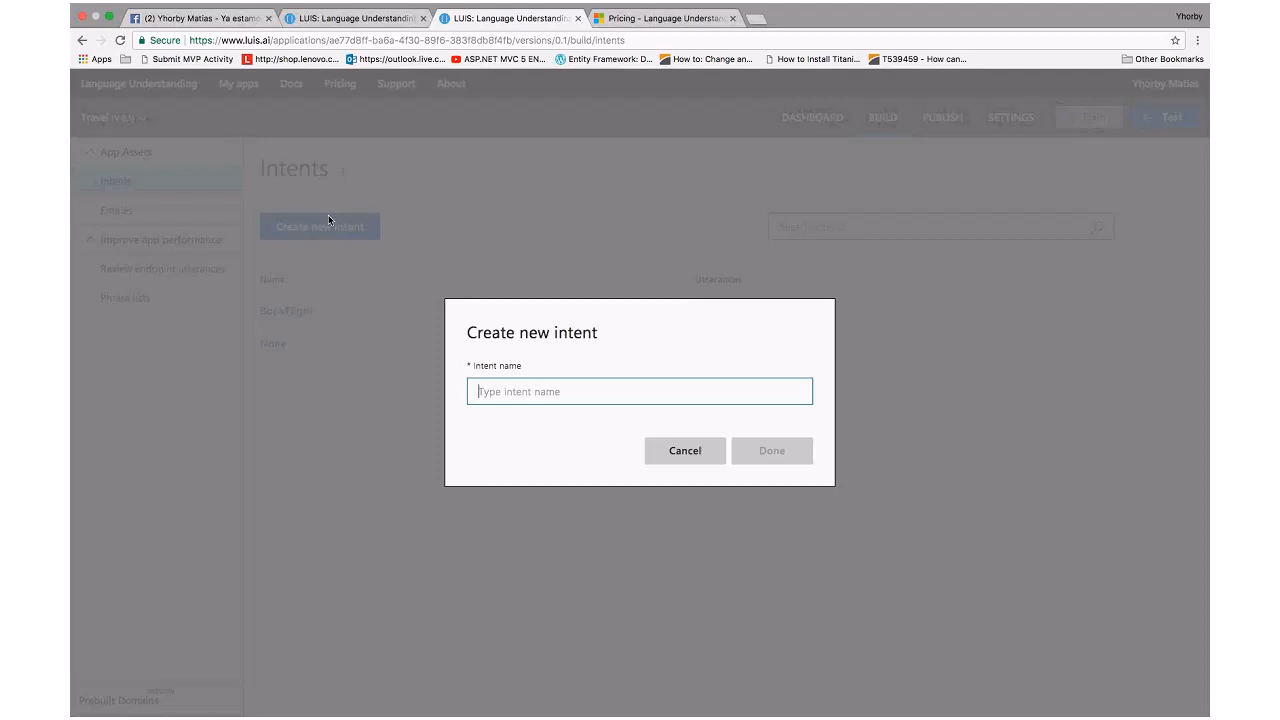 (f) Yhorby Matias - Ya estamo
LUIS: Language Understanding
LUIS: Language Understanding
Pricing - Language Understan
Yhorby
Secure https://www.luis.ai/applications/ae77d8ff-ba6a-4f30-89f6-383f8db8f4fb/versions/0.1/build/intents
Apps Submit MVP Activity http://shop.lenovo.c... https://outlook.live.c... ASP.NET MVC 5 EN... Entity Framework: D... How to: Change an... How to Install Titani... T539459 - How can... Other Bookmarks
Language Understanding My apps Docs Pricing Support About Yhorby Matias
Travel (V 0.1) DASHBOARD BUILD PUBLISH SETTINGS Train Test
App Assets
Intents
Entities
Improve app performance
Review endpoint utterances
Phrase lists
Prebuilt Domains
Intents
Create new intent
Name Utterances
BookFlight
None
Create new intent
* Intent name
Type intent name
Cancel Done